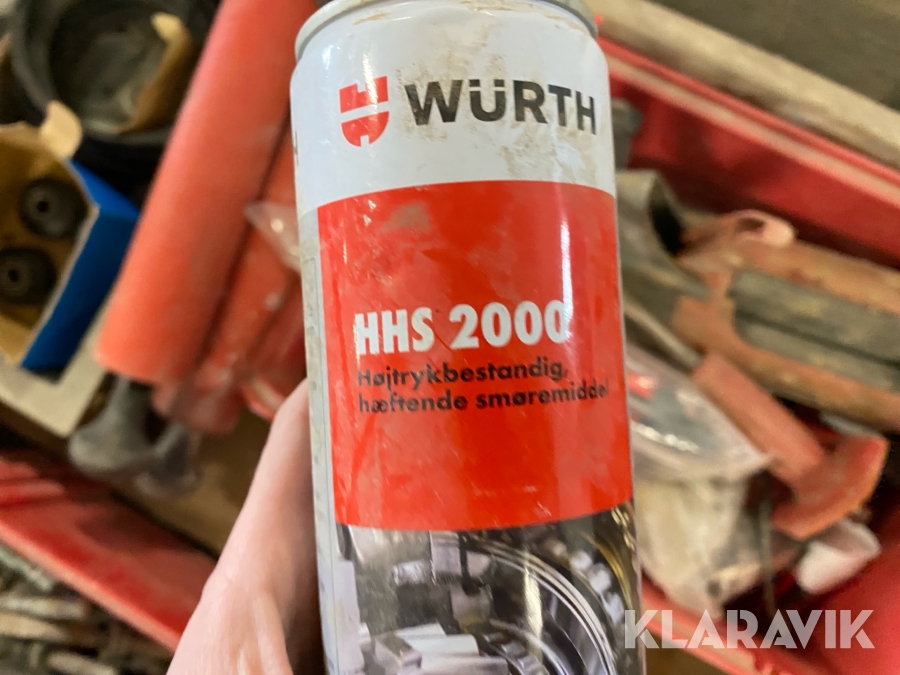 WÜRTH
HHS 2000
Højtrykbestandig,
hæftende smøremiddel
KLARAVIK